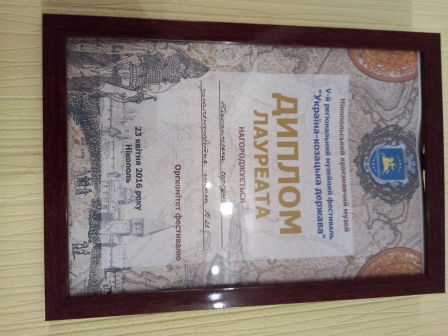 Нікопольський краєзнавчий музей
V-й регіональний музейний фестиваль
"Україна-козацька держава"
ДИПЛОМ
ЛАУРЕАТА
НАГОРОДЖУЄТЬСЯ
Оргкомітет фестивалю
23 квітня 2016 року
Нікополь